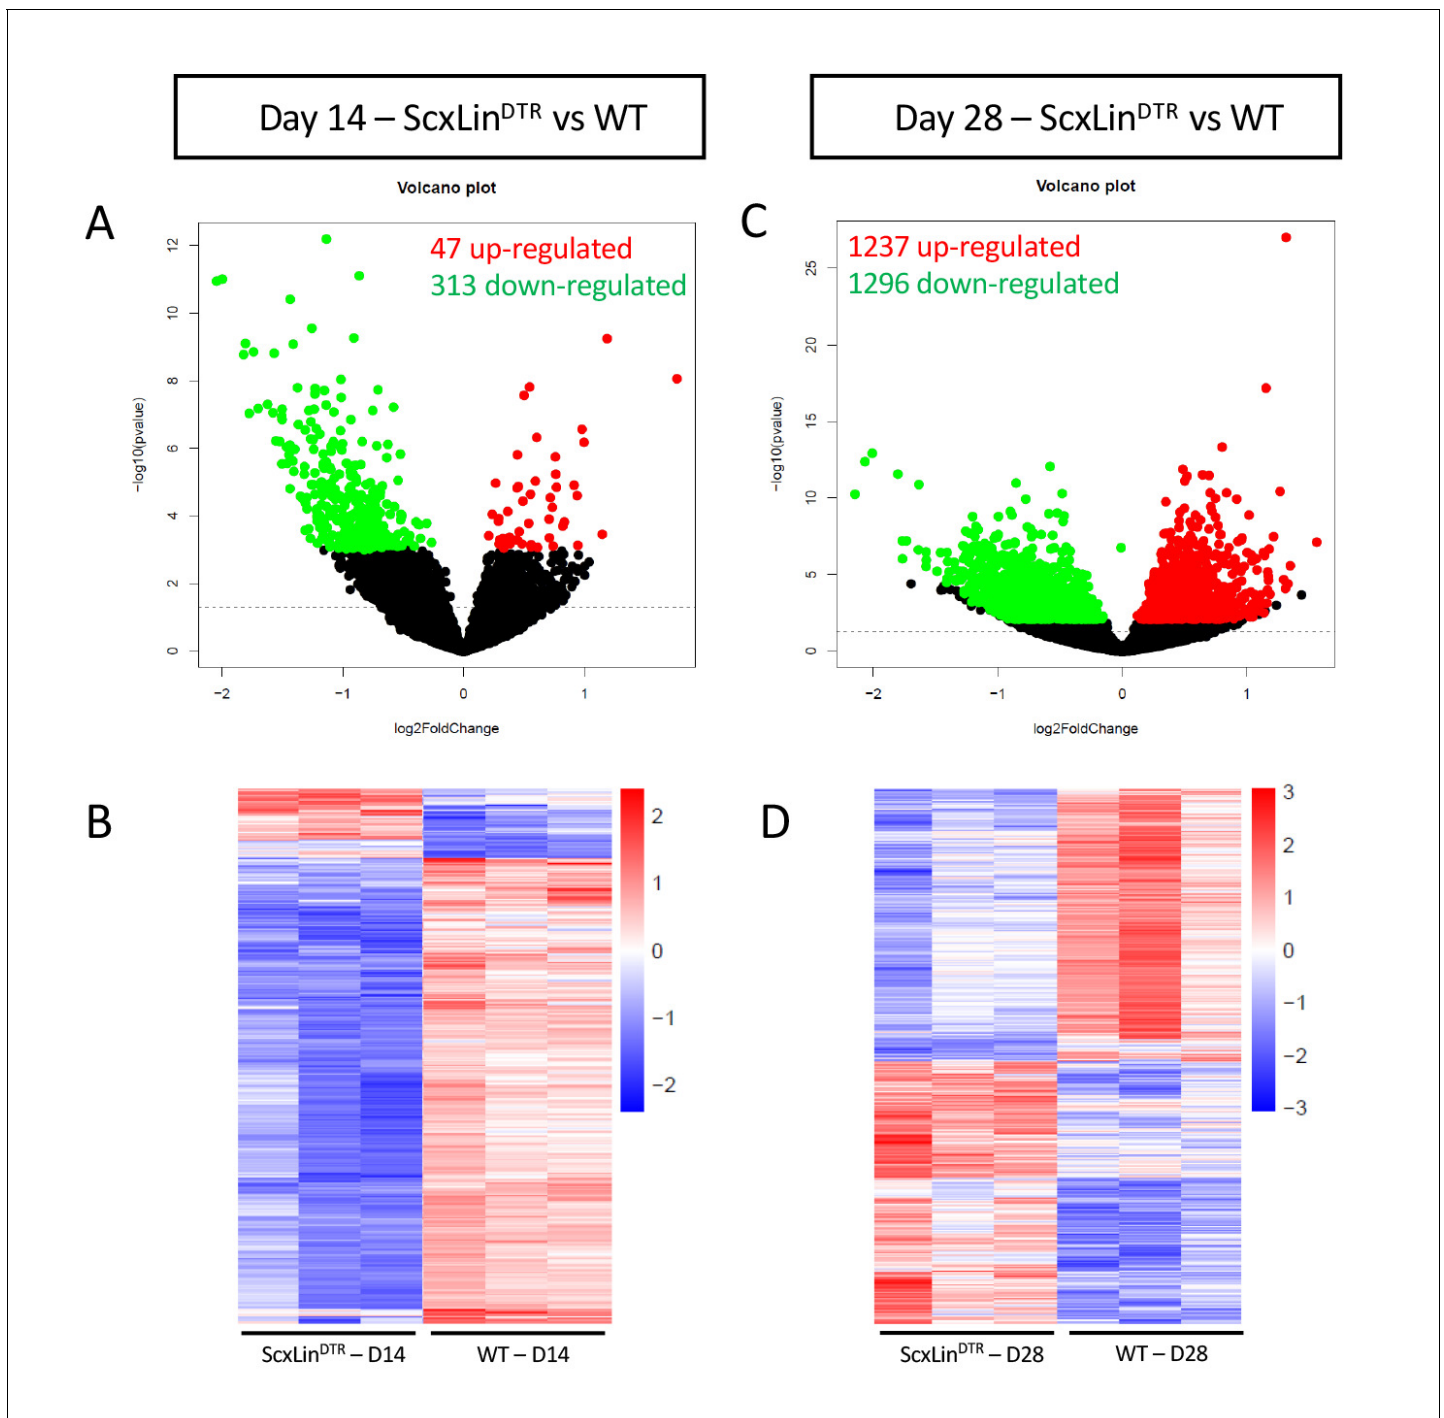 Day 14 – ScxLinDTR vs WT
Day 28 – ScxLinDTR vs WT
A
Volcano plot
47 up-regulated
313 down-regulated
−log10(pvalue)
12
10
8
6
4
2
0
−2
−1
0
1
log2FoldChange
C
Volcano plot
1237 up-regulated
1296 down-regulated
−log10(pvalue)
25
20
15
10
5
0
−2
−1
0
1
log2FoldChange
B
2
1
0
−1
−2
ScxLinDTR – D14
WT – D14
D
3
2
1
0
−1
−2
−3
ScxLinDTR – D28
WT – D28